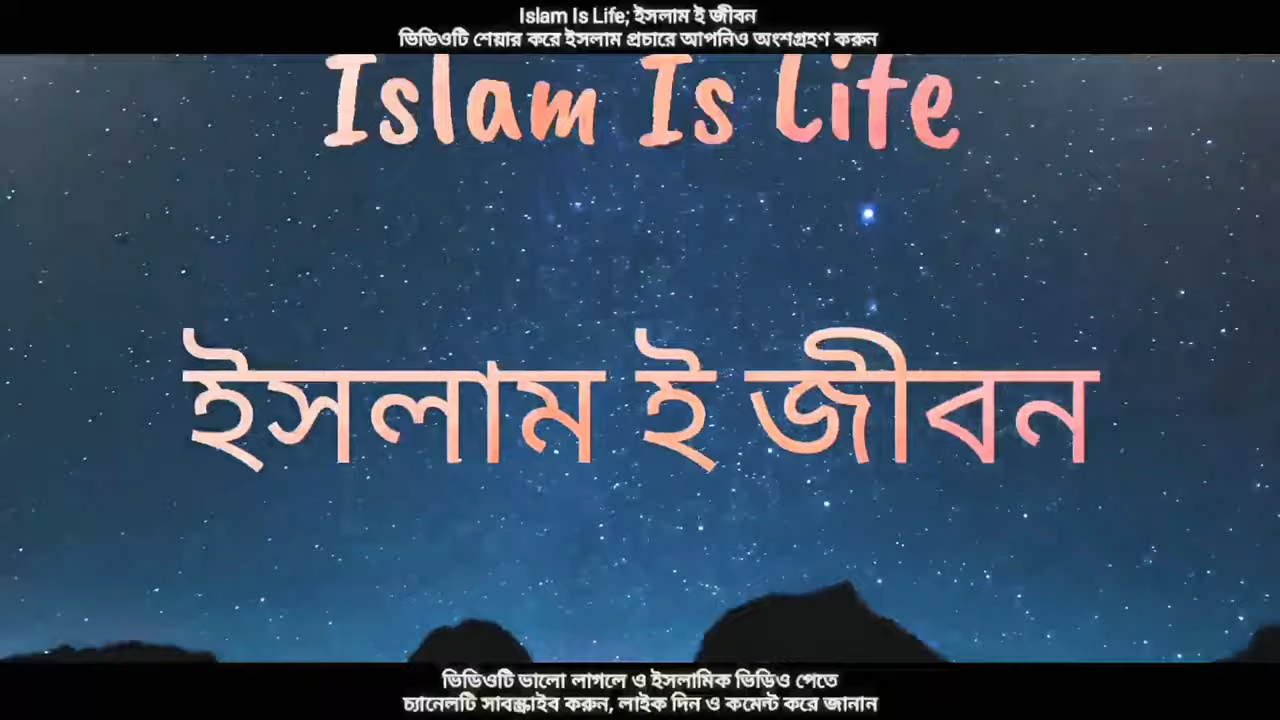 Islam Is Life; ইসলাম ই জীবন
ভিডিওটি শেয়ার করে ইসলাম প্রচারে আপনিও অংশগ্রহণ করুন
Islam Is Life
ইসলাম ই জীবন
ভিডিওটি ভালো লাগলে ও ইসলামিক ভিডিও পেতে
চ্যানেলটি সাবস্ক্রাইব করুন, লাইক দিন ও কমেন্ট করে জানান